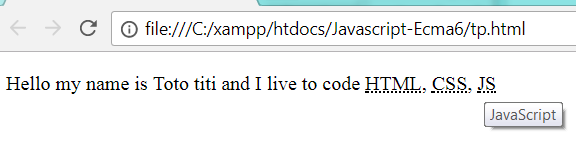 file:///C:/xampp/htdocs/Javascript-Ecma6/tp.html
Hello my name is Toto titi and I live to code HTML, CSS, JS
JavaScript